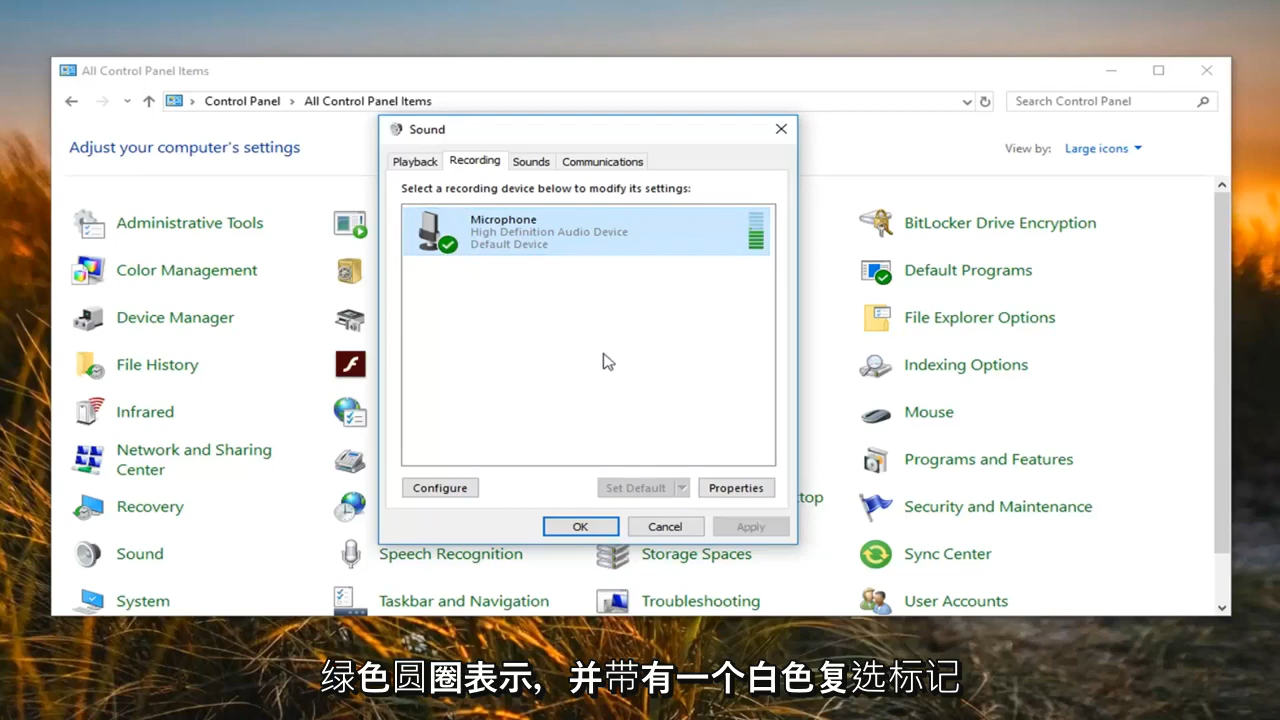 All Control Panel Items
Control Panel > All Control Panel Items
Search Control Panel
Adjust your computer's settings
View by: Large icons
Administrative Tools
Color Management
Device Manager
File History
Infrared
Network and Sharing
Center
Recovery
Sound
System
Sound
Playback Recording Sounds Communications
Select a recording device below to modify its settings:
Microphone
High Definition Audio Device
Default Device
Configure Set Default Properties
OK Cancel Apply
Speech Recognition
Taskbar and Navigation
Storage Spaces
Troubleshooting
BitLocker Drive Encryption
Default Programs
File Explorer Options
Indexing Options
Mouse
Programs and Features
Security and Maintenance
Sync Center
User Accounts
绿色圆圈表示，并带有一个白色复选标记